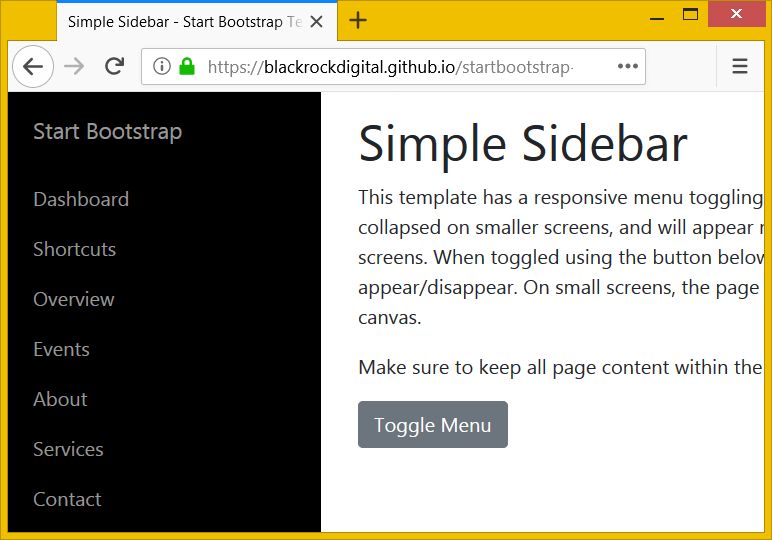 Simple Sidebar - Start Bootstrap Te
https://blackrockdigital.github.io/startbootstrap-
Start Bootstrap
Dashboard
Shortcuts
Overview
Events
About
Services
Contact
Simple Sidebar
This template has a responsive menu toggling
collapsed on smaller screens, and will appear
screens. When toggled using the button below
appear/disappear. On small screens, the page
canvas.
Make sure to keep all page content within the
Toggle Menu